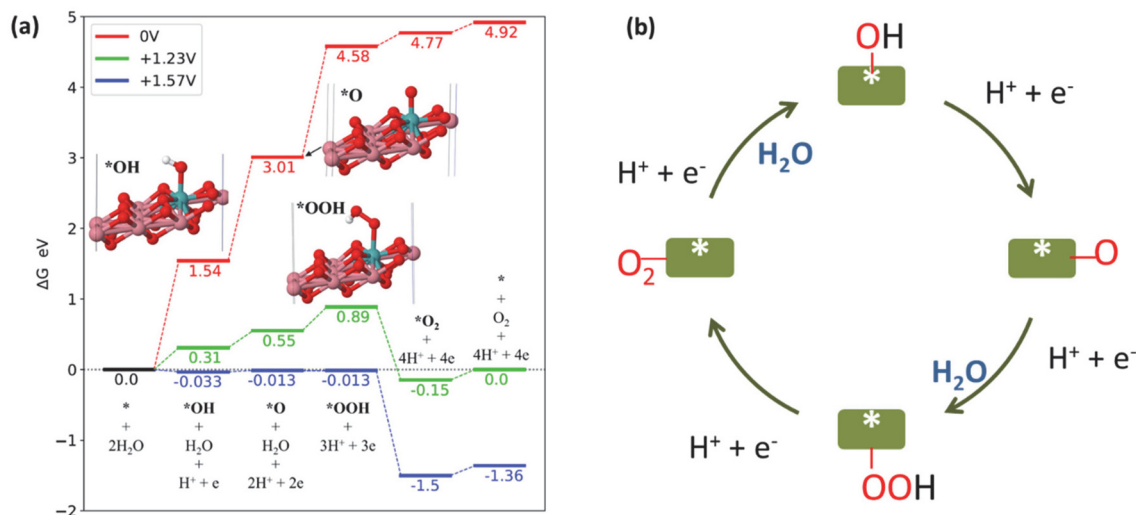 (a)
ΔG eV
5
4
3
2
1
0
−1
−2
0V
+1.23V
+1.57V
4.58
4.77
4.92
*O
3.01
*OH
*OOH
1.54
0.89
0.55
0.31
*O₂
+
4H⁺ + 4e
*
+
O₂
+
4H⁺ + 4e
0.0
-0.033
-0.013
-0.013
-0.15
0.0
*
+
2H₂O
*OH
+
H₂O
+
H⁺ + e
*O
+
H₂O
+
2H⁺ + 2e
*OOH
+
3H⁺ + 3e
-1.5
-1.36
(b)
OH
*
H⁺ + e⁻
H₂O
H⁺ + e⁻
O₂
*
*
O
H₂O
H⁺ + e⁻
H⁺ + e⁻
*
OOH